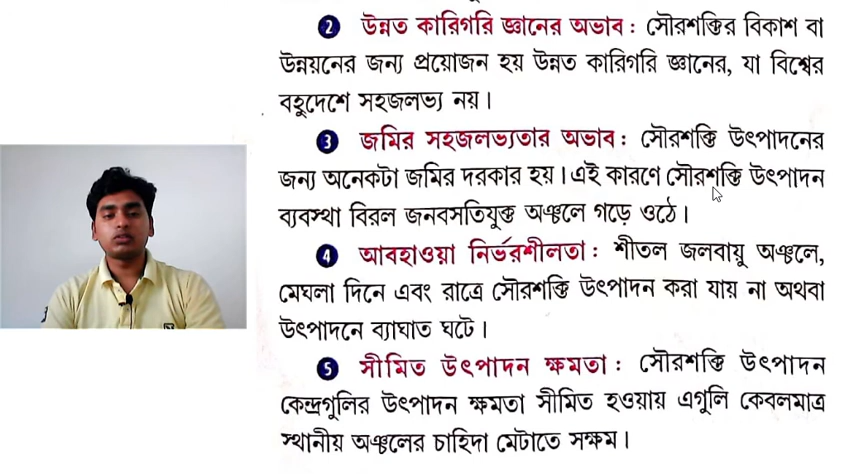 ❷ উন্নত কারিগরি জ্ঞানের অভাব : সৌরশক্তির বিকাশ বা
উন্নয়নের জন্য প্রয়োজন হয় উন্নত কারিগরি জ্ঞানের, যা বিশ্বের
বহুদেশে সহজলভ্য নয়।
❸ জমির সহজলভ্যতার অভাব : সৌরশক্তি উৎপাদনের
জন্য অনেকটা জমির দরকার হয়। এই কারণে সৌরশক্তি উৎপাদন
ব্যবস্থা বিরল জনবসতিযুক্ত অঞ্চলে গড়ে ওঠে।
❹ আবহাওয়া নির্ভরশীলতা : শীতল জলবায়ু অঞ্চলে,
মেঘলা দিনে এবং রাত্রে সৌরশক্তি উৎপাদন করা যায় না অথবা
উৎপাদনে ব্যাঘাত ঘটে।
❺ সীমিত উৎপাদন ক্ষমতা : সৌরশক্তি উৎপাদন
কেন্দ্রগুলির উৎপাদন ক্ষমতা সীমিত হওয়ায় এগুলি কেবলমাত্র
স্থানীয় অঞ্চলের চাহিদা মেটাতে সক্ষম।